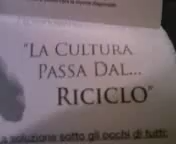 "LA CULTURA
PASSA DAL...
RICICLO"
soluzione sotto gli occhi di tutti: